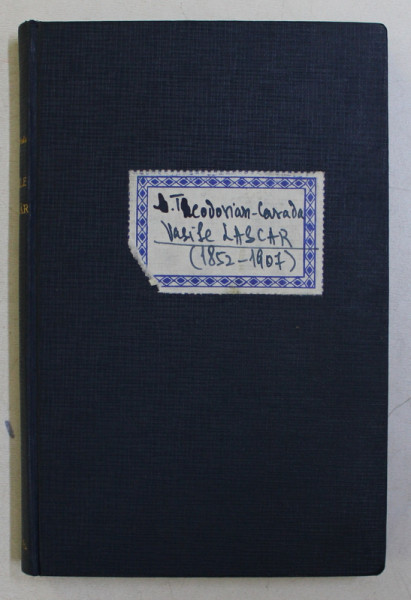 Theodorian-Carada
Vasile LASCAR
(1852-1907)